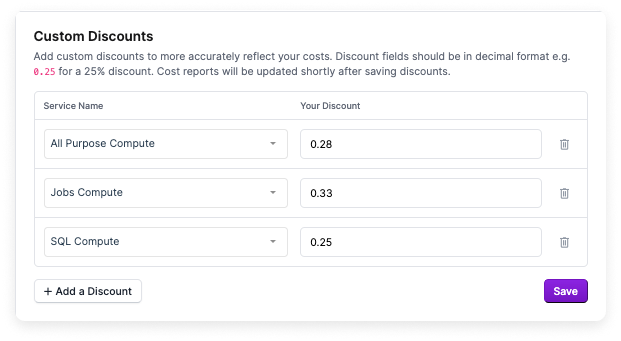 Custom Discounts
Add custom discounts to more accurately reflect your costs. Discount fields should be in decimal format e.g.
0.25 for a 25% discount. Cost reports will be updated shortly after saving discounts.
Service Name Your Discount
All Purpose Compute 0.28
Jobs Compute 0.33
SQL Compute 0.25
+ Add a Discount Save